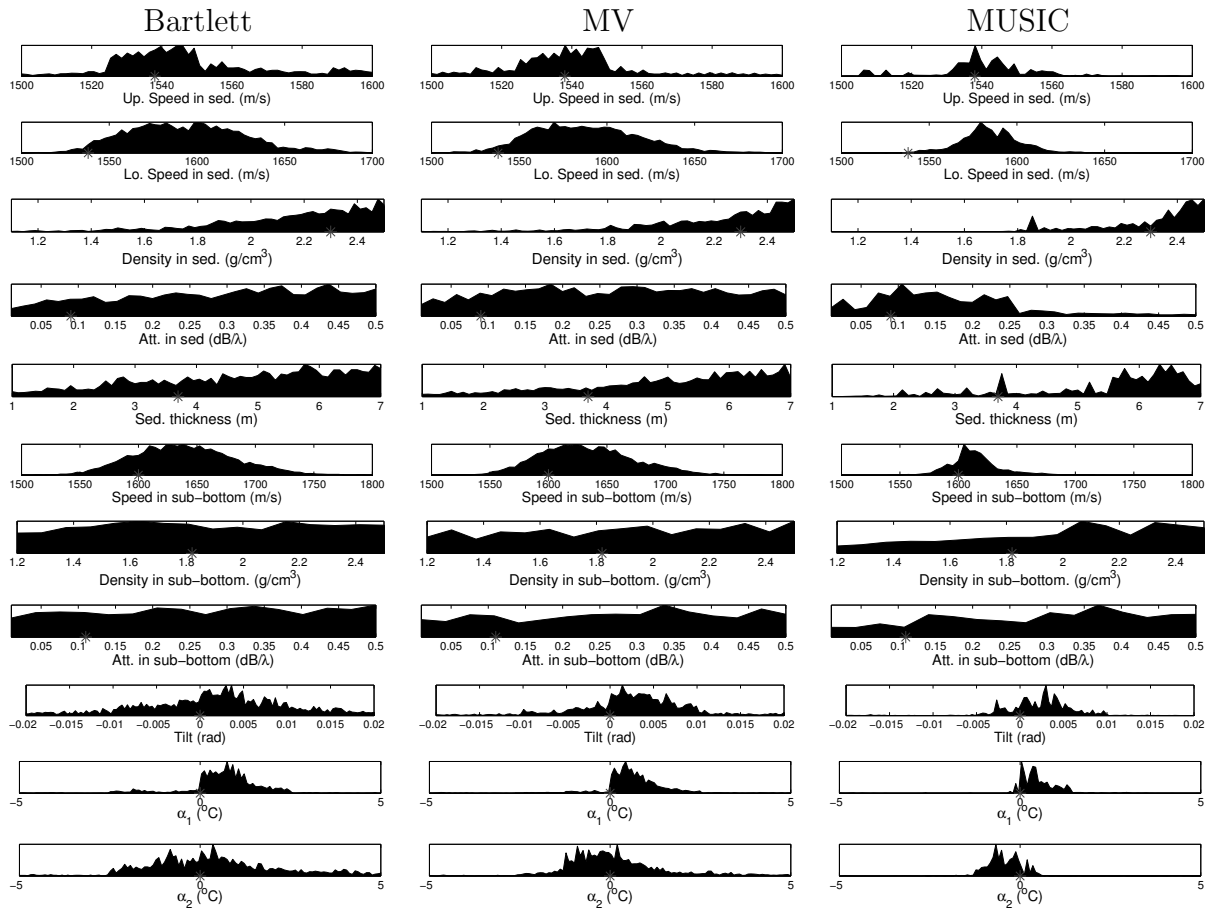 Bartlett MV MUSIC
1500 1520 1540 1560 1580 1600 1500 1520 1540 1560 1580 1600 1500 1520 1540 1560 1580 1600
Up. Speed in sed. (m/s) Up. Speed in sed. (m/s) Up. Speed in sed. (m/s)
1500 1550 1600 1650 1700 1500 1550 1600 1650 1700 1500 1550 1600 1650 1700
Lo. Speed in sed. (m/s) Lo. Speed in sed. (m/s) Lo. Speed in sed. (m/s)
1.2 1.4 1.6 1.8 2 2.2 2.4 1.2 1.4 1.6 1.8 2 2.2 2.4 1.2 1.4 1.6 1.8 2 2.2 2.4
Density in sed. (g/cm³) Density in sed. (g/cm³) Density in sed. (g/cm³)
0.05 0.1 0.15 0.2 0.25 0.3 0.35 0.4 0.45 0.5 0.05 0.1 0.15 0.2 0.25 0.3 0.35 0.4 0.45 0.5 0.05 0.1 0.15 0.2 0.25 0.3 0.35 0.4 0.45 0.5
Att. in sed (dB/λ) Att. in sed (dB/λ) Att. in sed (dB/λ)
1 2 3 4 5 6 7 1 2 3 4 5 6 7 1 2 3 4 5 6 7
Sed. thickness (m) Sed. thickness (m) Sed. thickness (m)
1500 1550 1600 1650 1700 1750 1800 1500 1550 1600 1650 1700 1750 1800 1500 1550 1600 1650 1700 1750 1800
Speed in sub−bottom (m/s) Speed in sub−bottom (m/s) Speed in sub−bottom (m/s)
1.2 1.4 1.6 1.8 2 2.2 2.4 1.2 1.4 1.6 1.8 2 2.2 2.4 1.2 1.4 1.6 1.8 2 2.2 2.4
Density in sub−bottom. (g/cm³) Density in sub−bottom. (g/cm³) Density in sub−bottom. (g/cm³)
0.05 0.1 0.15 0.2 0.25 0.3 0.35 0.4 0.45 0.5 0.05 0.1 0.15 0.2 0.25 0.3 0.35 0.4 0.45 0.5 0.05 0.1 0.15 0.2 0.25 0.3 0.35 0.4 0.45 0.5
Att. in sub−bottom (dB/λ) Att. in sub−bottom (dB/λ) Att. in sub−bottom (dB/λ)
−0.02 −0.015 −0.01 −0.005 0 0.005 0.01 0.015 0.02 −0.02 −0.015 −0.01 −0.005 0 0.005 0.01 0.015 0.02 −0.02 −0.015 −0.01 −0.005 0 0.005 0.01 0.015 0.02
Tilt (rad) Tilt (rad) Tilt (rad)
−5 0 5 −5 0 5 −5 0 5
α₁ (°C) α₁ (°C) α₁ (°C)
−5 0 5 −5 0 5 −5 0 5
α₂ (°C) α₂ (°C) α₂ (°C)